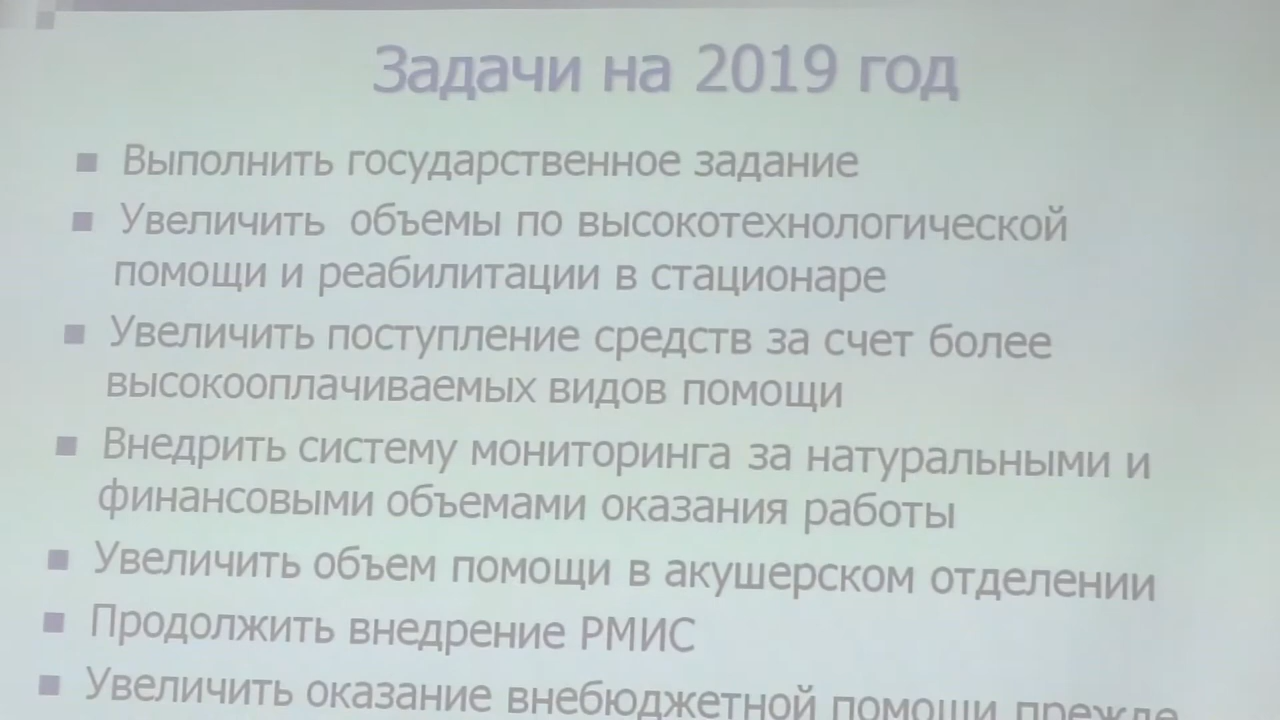 Задачи на 2019 год
■ Выполнить государственное задание
■ Увеличить объемы по высокотехнологической
помощи и реабилитации в стационаре
■ Увеличить поступление средств за счет более
высокооплачиваемых видов помощи
■ Внедрить систему мониторинга за натуральными и
финансовыми объемами оказания работы
■ Увеличить объем помощи в акушерском отделении
■ Продолжить внедрение РМИС
■ Увеличить оказание внебюджетной помощи прежде